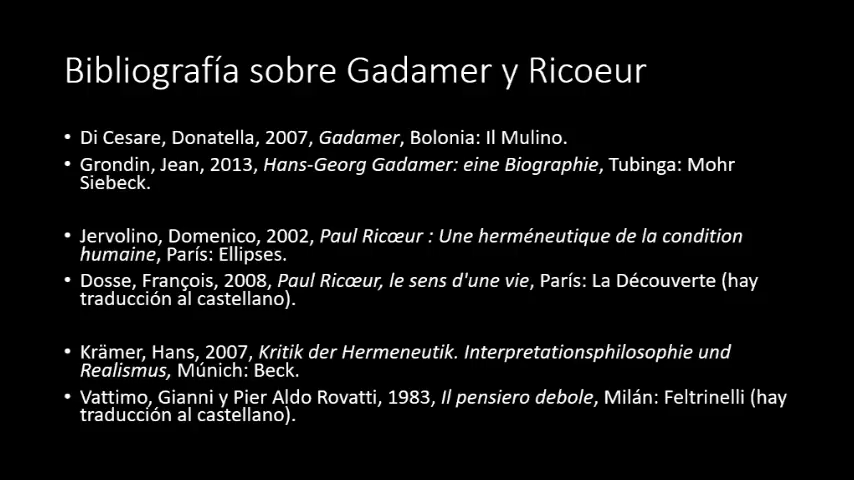 Bibliografía sobre Gadamer y Ricoeur
• Di Cesare, Donatella, 2007, Gadamer, Bolonia: Il Mulino.
• Grondin, Jean, 2013, Hans-Georg Gadamer: eine Biographie, Tubinga: Mohr
Siebeck.
• Jervolino, Domenico, 2002, Paul Ricœur : Une herméneutique de la condition
humaine, París: Ellipses.
• Dosse, François, 2008, Paul Ricœur, le sens d'une vie, París: La Découverte (hay
traducción al castellano).
• Krämer, Hans, 2007, Kritik der Hermeneutik. Interpretationsphilosophie und
Realismus, Múnich: Beck.
• Vattimo, Gianni y Pier Aldo Rovatti, 1983, Il pensiero debole, Milán: Feltrinelli (hay
traducción al castellano).